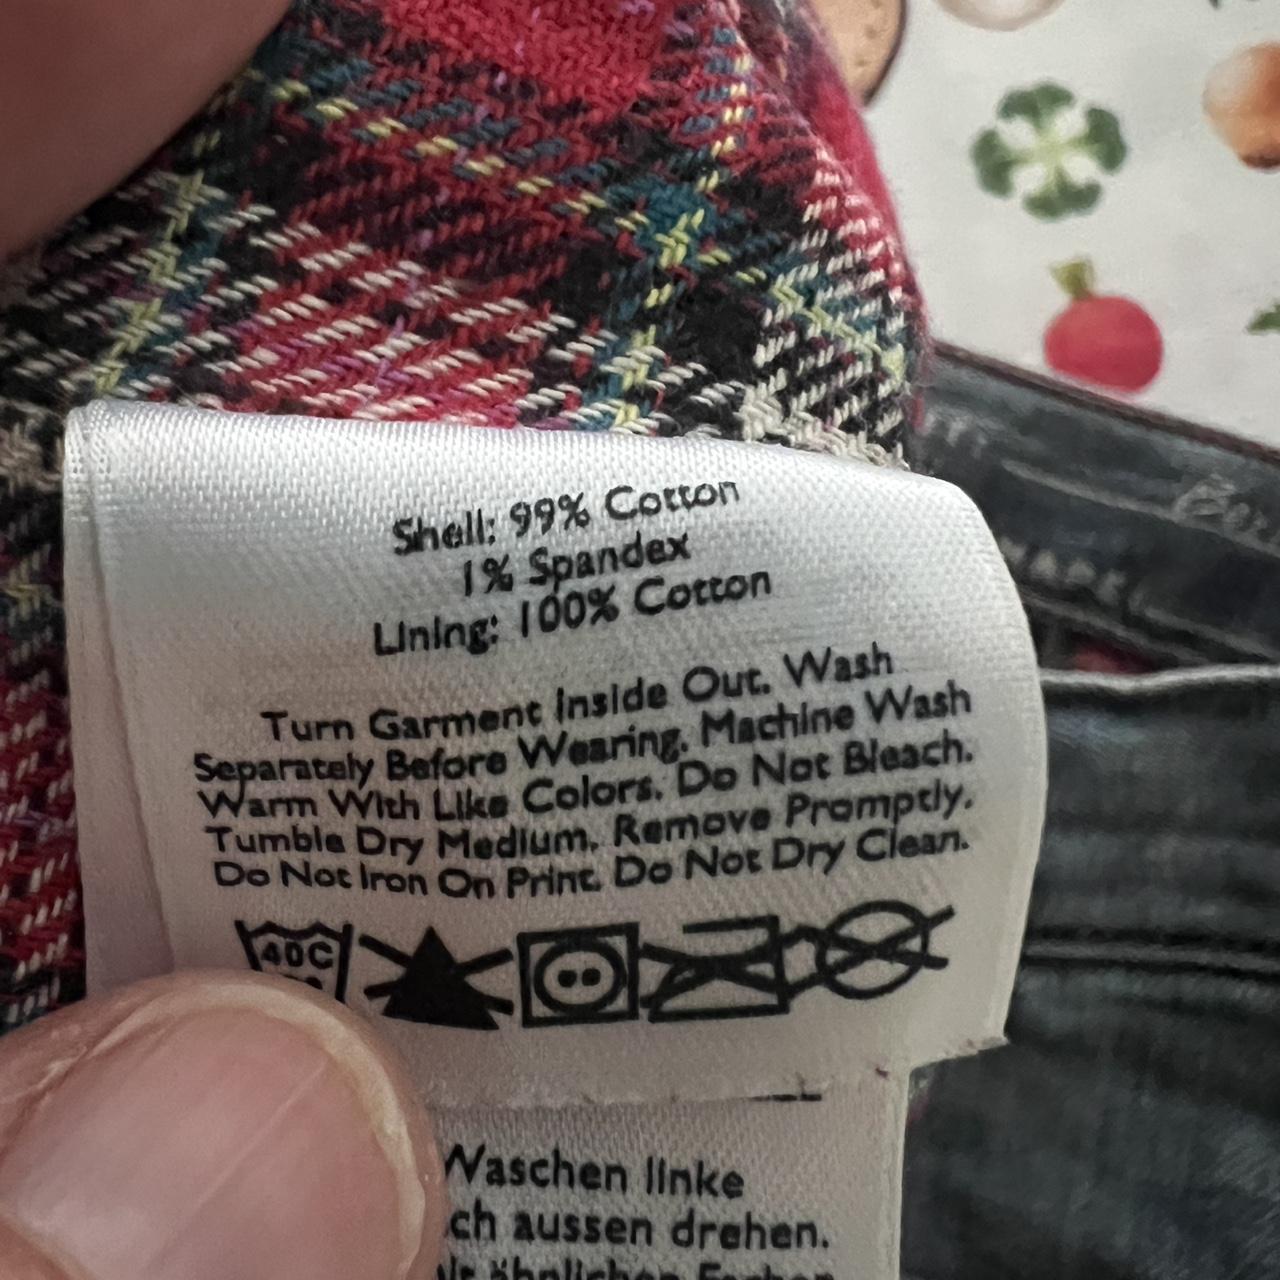 Shell: 99% Cotton
1% Spandex
Lining: 100% Cotton
Turn Garment Inside Out. Wash
Separately Before Wearing. Machine Wash
Warm With Like Colors. Do Not Bleach.
Tumble Dry Medium. Remove Promptly.
Do Not Iron On Print. Do Not Dry Clean.
40C
Waschen linke
ch aussen drehen.
ähnlichen Farben